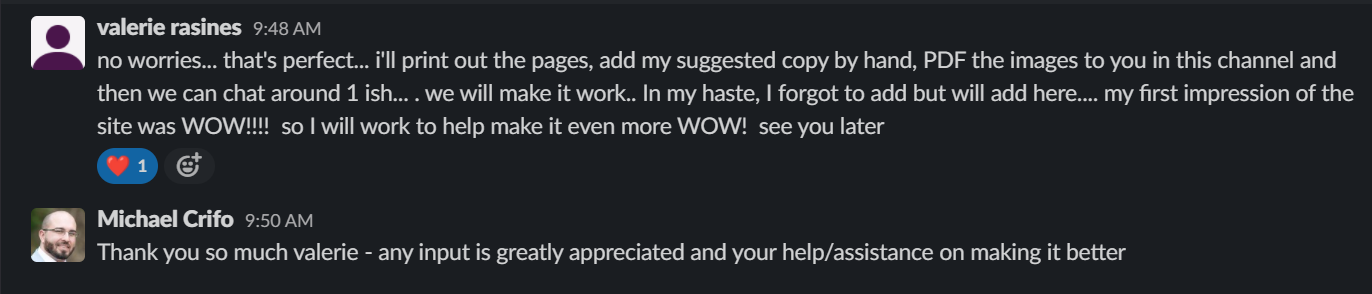 valerie rasines 9:48 AM
no worries... that's perfect... i'll print out the pages, add my suggested copy by hand, PDF the images to you in this channel and
then we can chat around 1 ish... . we will make it work.. In my haste, I forgot to add but will add here.... my first impression of the
site was WOW!!!!  so I will work to help make it even more WOW!  see you later
❤️ 1
Michael Crifo 9:50 AM
Thank you so much valerie - any input is greatly appreciated and your help/assistance on making it better